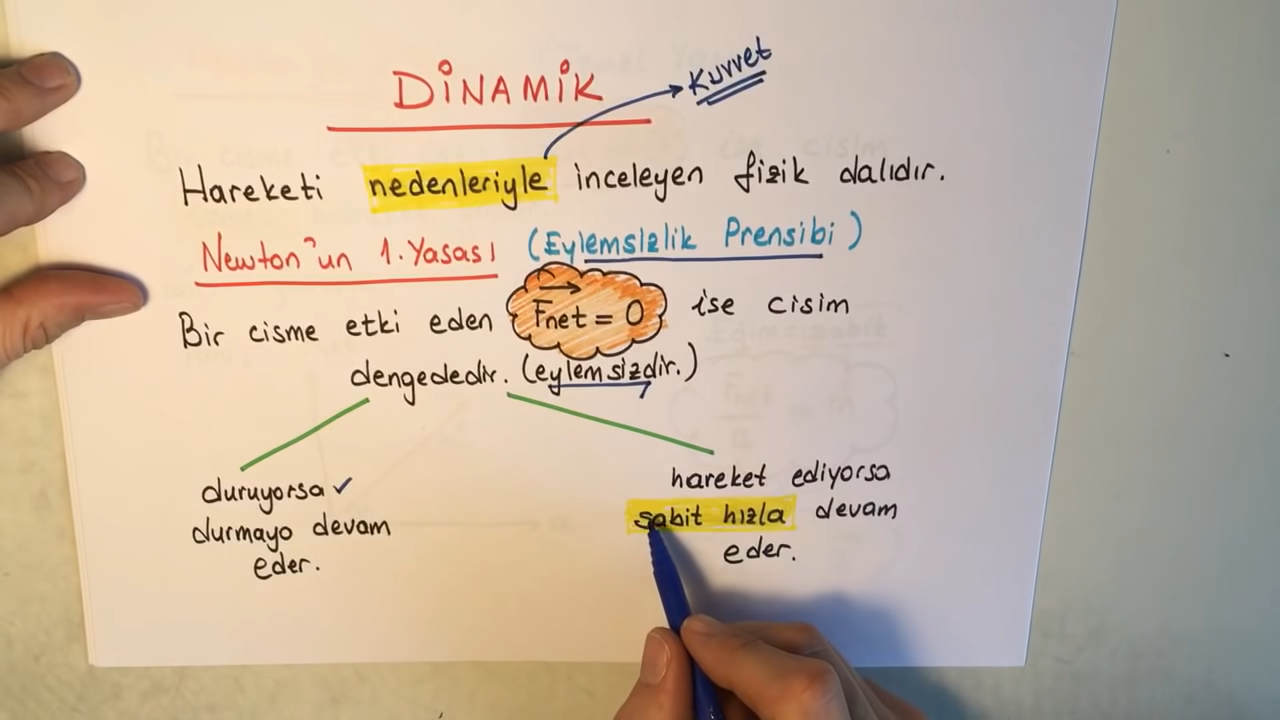 DİNAMİK
Kuvvet
Hareketi nedenleriyle inceleyen fizik dalıdır.
Newton'un 1. Yasası (Eylemsizlik Prensibi)
Bir cisme etki eden Fnet = 0 ise cisim
dengededir. (eylemsizdir.)
duruyorsa ✓
durmaya devam
eder.
hareket ediyorsa
sabit hızla devam
eder.